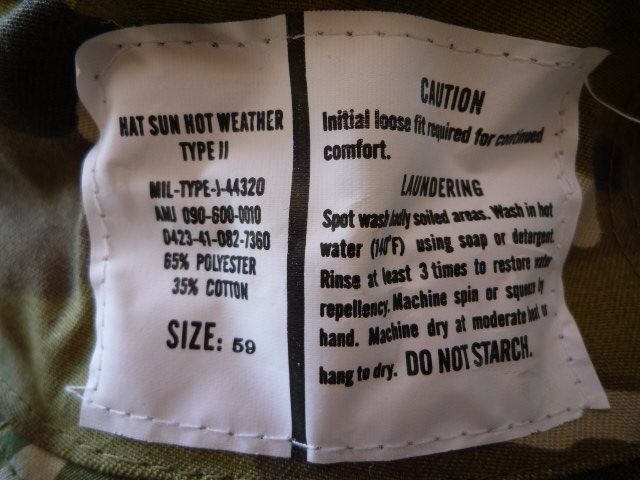 HAT SUN HOT WEATHER
TYPE II
MIL-TYPE-J-44320
AMJ 090-600-0010
0423-41-082-7360
65% POLYESTER
35% COTTON
SIZE: 59
CAUTION
Initial loose fit required for continued
comfort.
LAUNDERING
Spot wash badly soiled areas. Wash in hot
water (140°F) using soap or detergent.
Rinse at least 3 times to restore water
repellency. Machine spin or squeeze by
hand. Machine dry at moderate heat or
hang to dry. DO NOT STARCH.